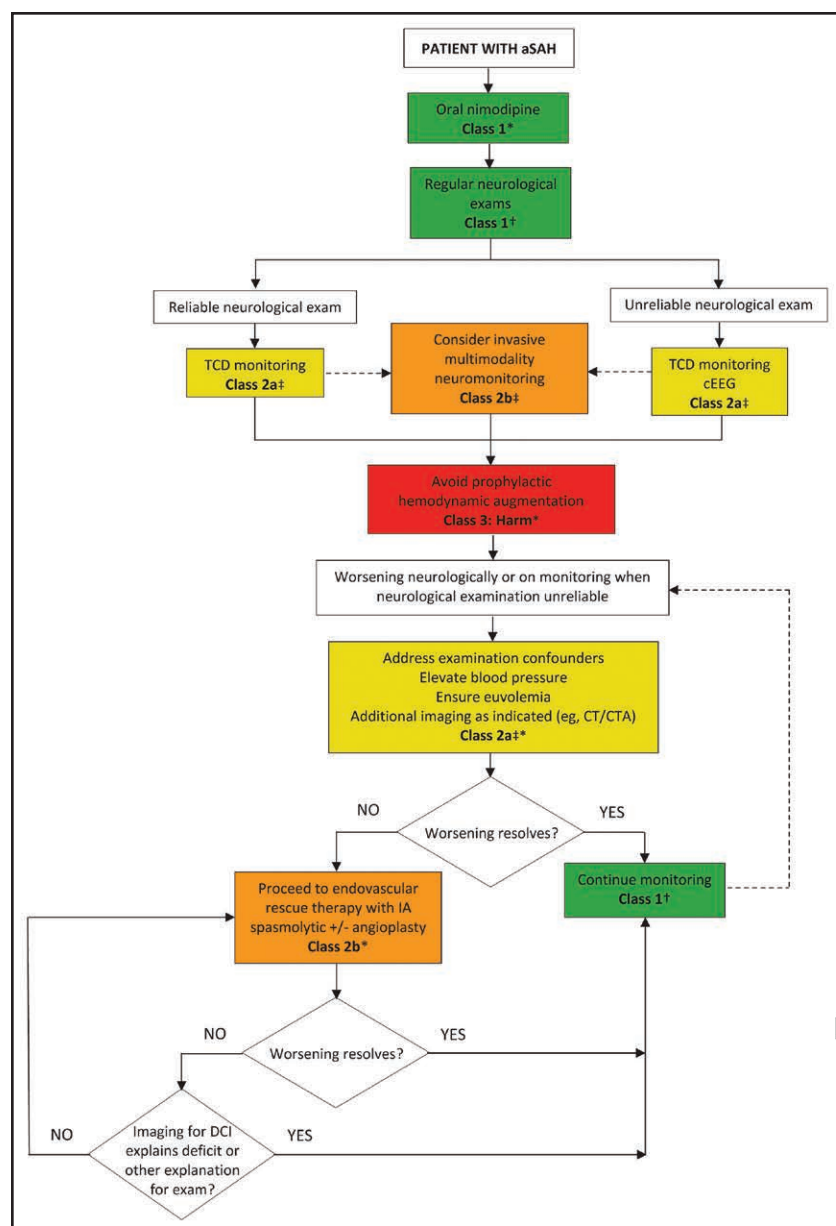 PATIENT WITH aSAH
Oral nimodipine
Class 1*
Regular neurological
exams
Class 1†
Reliable neurological exam
Unreliable neurological exam
TCD monitoring
Class 2a‡
Consider invasive
multimodality
neuromonitoring
Class 2b‡
TCD monitoring
cEEG
Class 2a‡
Avoid prophylactic
hemodynamic augmentation
Class 3: Harm*
Worsening neurologically or on monitoring when
neurological examination unreliable
Address examination confounders
Elevate blood pressure
Ensure euvolemia
Additional imaging as indicated (eg, CT/CTA)
Class 2a‡*
NO
YES
Worsening resolves?
Proceed to endovascular
rescue therapy with IA
spasmolytic +/- angioplasty
Class 2b*
Continue monitoring
Class 1†
NO
YES
Worsening resolves?
NO
YES
Imaging for DCI
explains deficit or
other explanation
for exam?